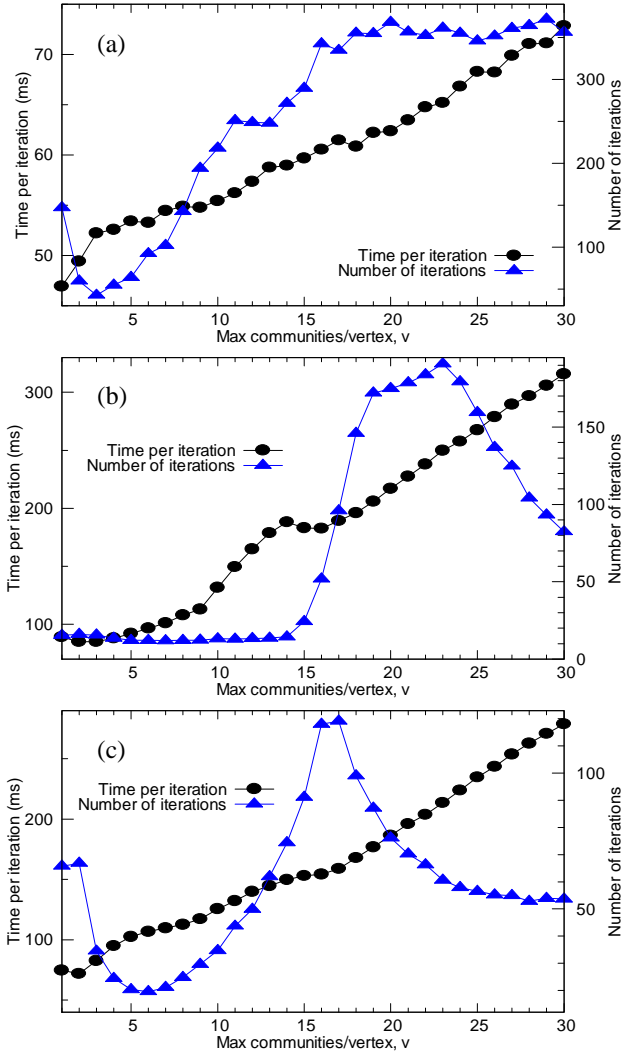 (a)
Time per iteration (ms)
70
60
50
Number of iterations
300
200
100
Time per iteration
Number of iterations
5 10 15 20 25 30
Max communities/vertex, v
(b)
Time per iteration (ms)
300
200
100
Number of iterations
150
100
50
0
Time per iteration
Number of iterations
5 10 15 20 25 30
Max communities/vertex, v
(c)
Time per iteration (ms)
200
100
Number of iterations
100
50
Time per iteration
Number of iterations
5 10 15 20 25 30
Max communities/vertex, v